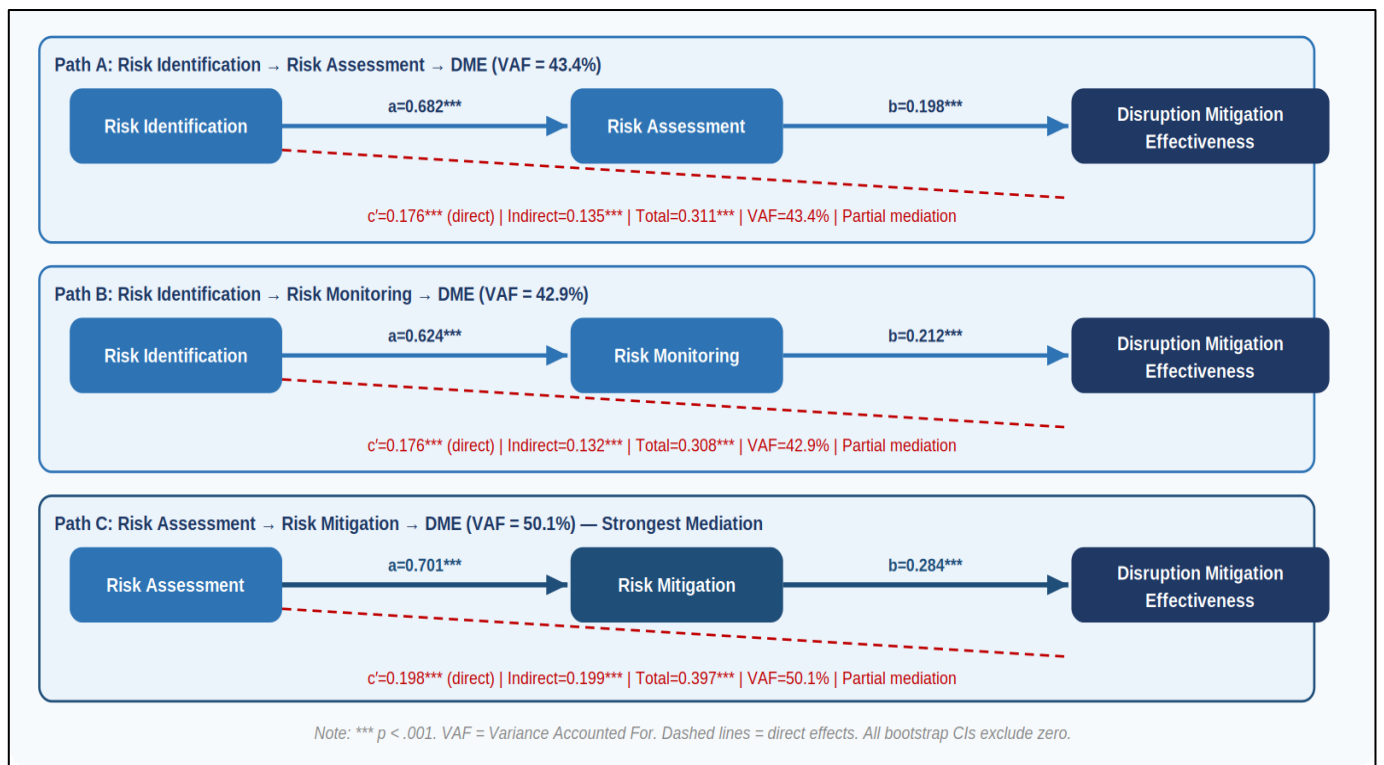 Path A: Risk Identification → Risk Assessment → DME (VAF = 43.4%)
a=0.682***
b=0.198***
Risk Identification
Risk Assessment
Disruption Mitigation
Effectiveness
c′=0.176*** (direct) | Indirect=0.135*** | Total=0.311*** | VAF=43.4% | Partial mediation
Path B: Risk Identification → Risk Monitoring → DME (VAF = 42.9%)
a=0.624***
b=0.212***
Risk Identification
Risk Monitoring
Disruption Mitigation
Effectiveness
c′=0.176*** (direct) | Indirect=0.132*** | Total=0.308*** | VAF=42.9% | Partial mediation
Path C: Risk Assessment → Risk Mitigation → DME (VAF = 50.1%) — Strongest Mediation
a=0.701***
b=0.284***
Risk Assessment
Risk Mitigation
Disruption Mitigation
Effectiveness
c′=0.198*** (direct) | Indirect=0.199*** | Total=0.397*** | VAF=50.1% | Partial mediation
Note: *** p < .001. VAF = Variance Accounted For. Dashed lines = direct effects. All bootstrap CIs exclude zero.